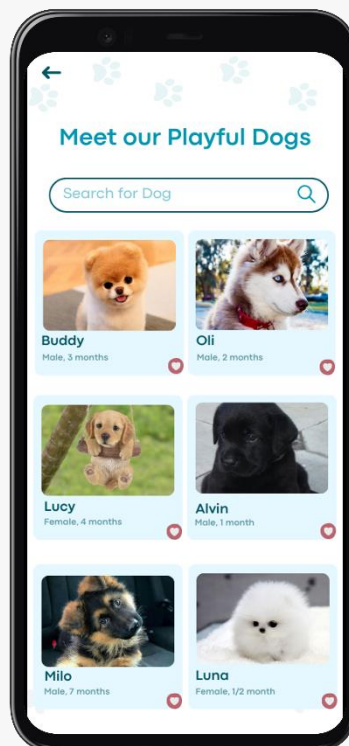 Meet our Playful Dogs
Search for Dog
Buddy
Male, 3 months
Oli
Male, 2 months
Lucy
Female, 4 months
Alvin
Male, 1 month
Milo
Male, 7 months
Luna
Female, 1/2 month